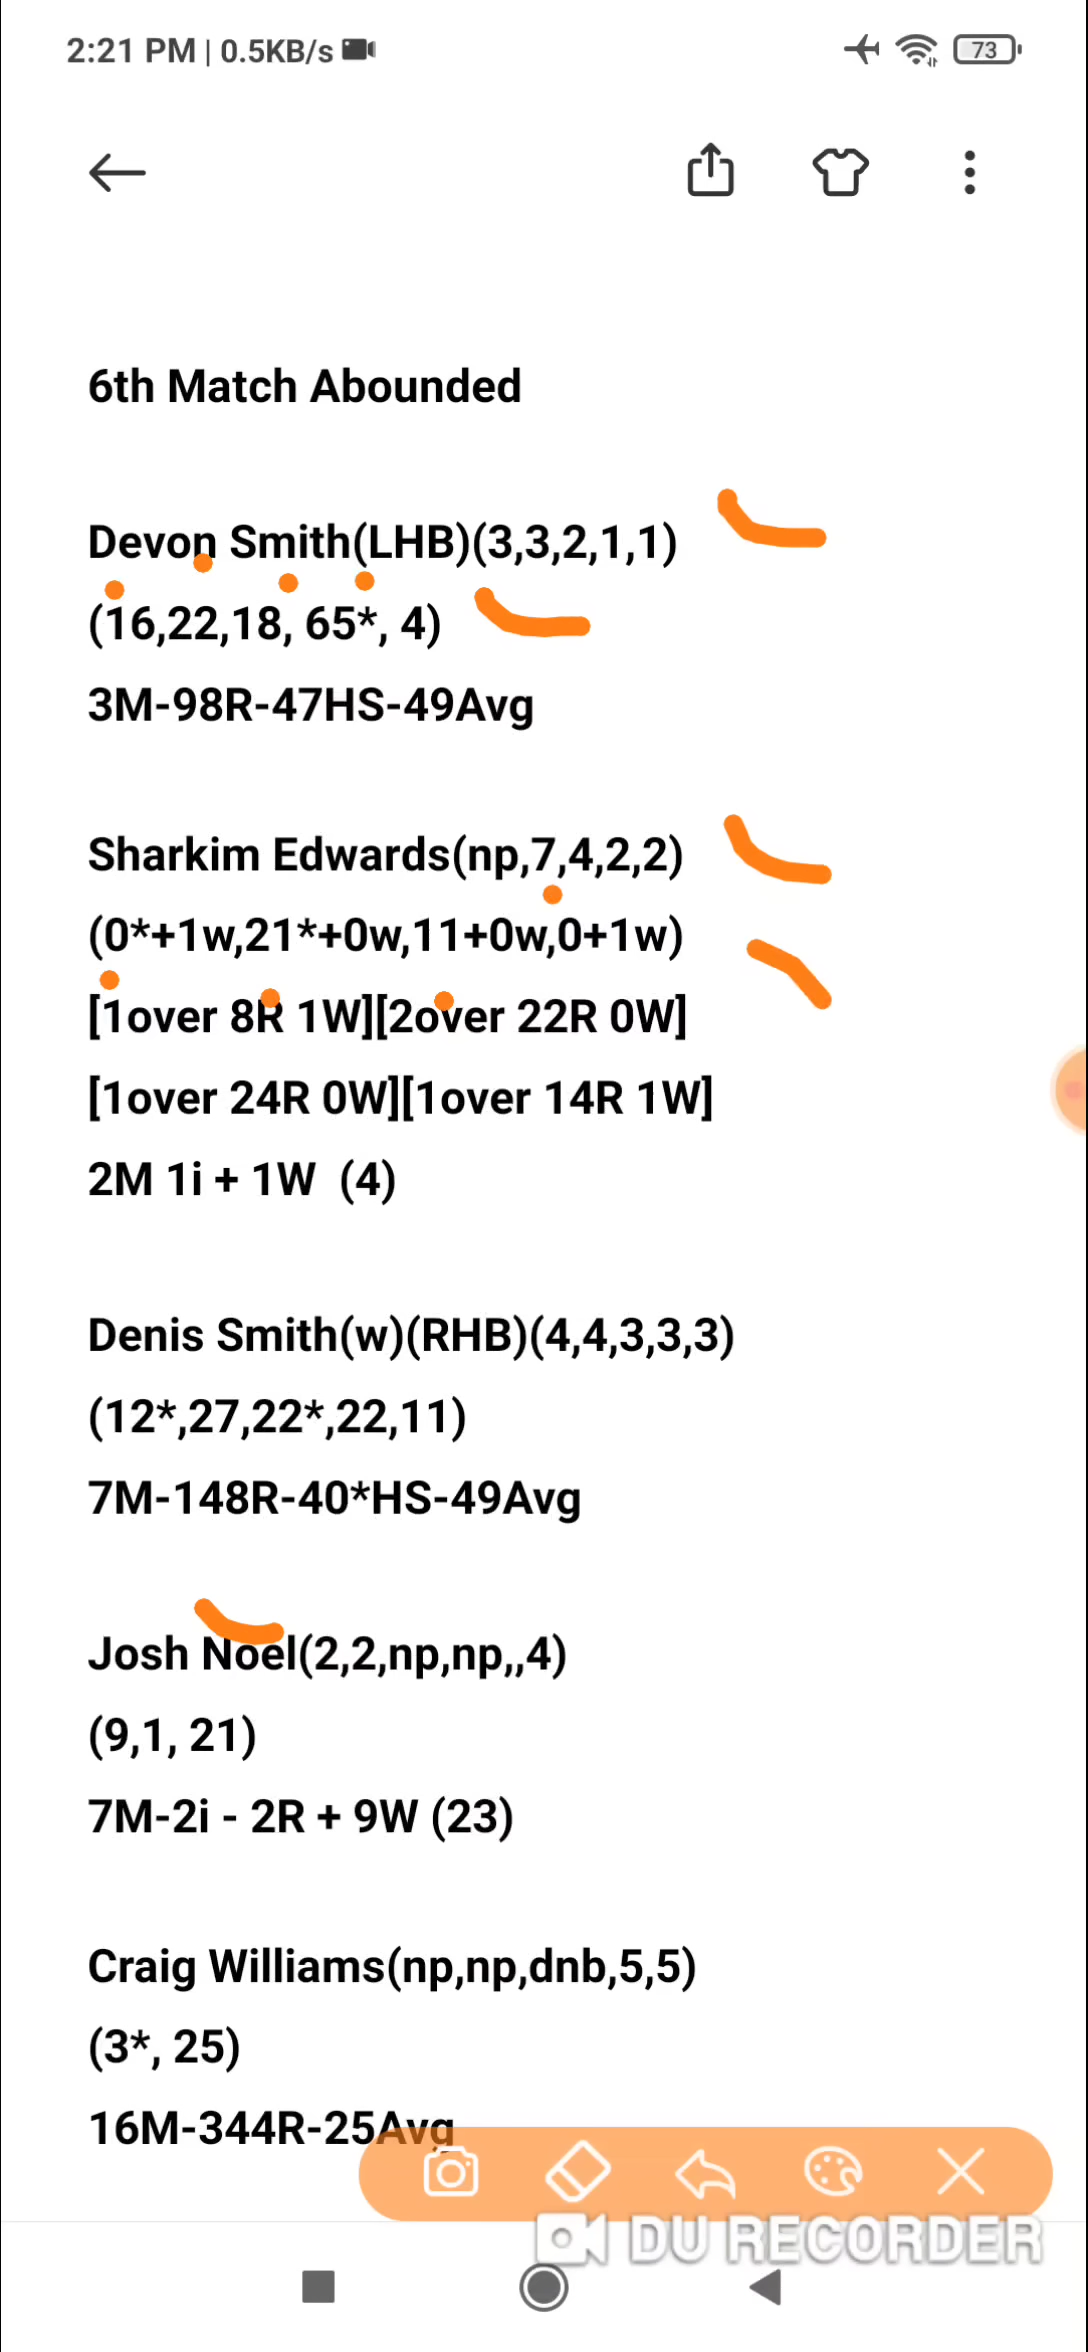 2:21 PM | 0.5KB/s
73
6th Match Abounded
Devon Smith(LHB)(3,3,2,1,1)
(16,22,18, 65*, 4)
3M-98R-47HS-49Avg
Sharkim Edwards(np,7,4,2,2)
(0*+1w,21*+0w,11+0w,0+1w)
[1over 8R 1W][2over 22R 0W]
[1over 24R 0W][1over 14R 1W]
2M 1i + 1W (4)
Denis Smith(w)(RHB)(4,4,3,3,3)
(12*,27,22*,22,11)
7M-148R-40*HS-49Avg
Josh Noel(2,2,np,np,,4)
(9,1, 21)
7M-2i - 2R + 9W (23)
Craig Williams(np,np,dnb,5,5)
(3*, 25)
16M-344R-25Avg
DU RECORDER